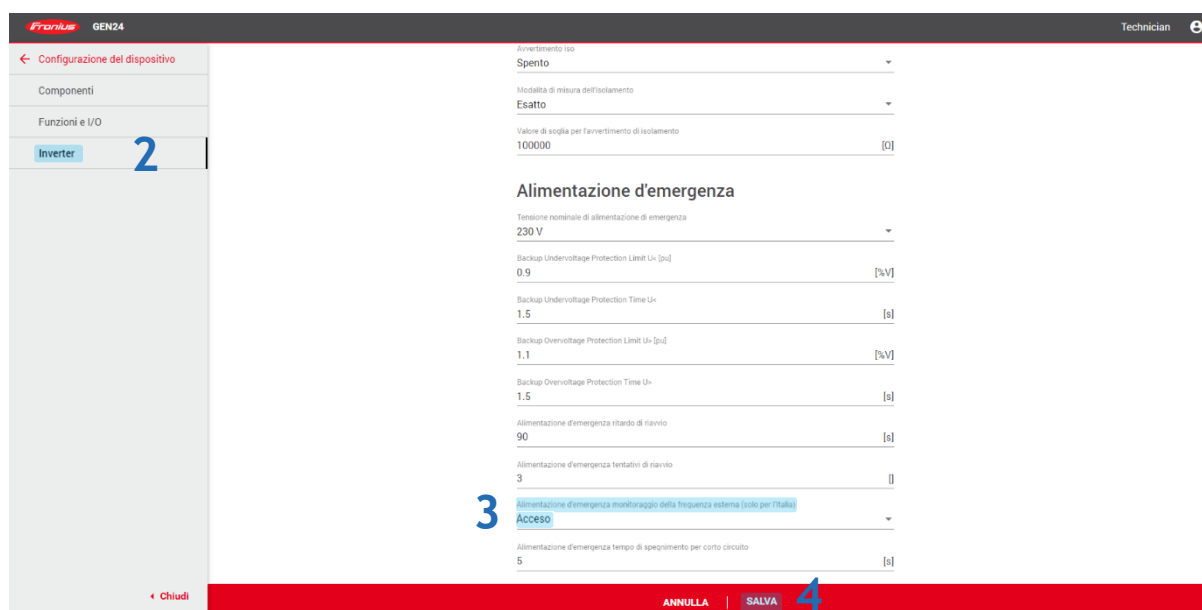 Fronius GEN24 Technician
Configurazione del dispositivo
Componenti
Funzioni e I/O
Inverter 2
Avvertimento iso
Spento
Modalità di misura dell'isolamento
Esatto
Valore di soglia per l'avvertimento di isolamento
100000 [Ω]
Alimentazione d'emergenza
Tensione nominale di alimentazione di emergenza
230 V
Backup Undervoltage Protection Limit U< [pu]
0.9 [%V]
Backup Undervoltage Protection Time U<
1.5 [s]
Backup Overvoltage Protection Limit U> [pu]
1.1 [%V]
Backup Overvoltage Protection Time U>
1.5 [s]
Alimentazione d'emergenza ritardo di riavvio
90 [s]
Alimentazione d'emergenza tentativi di riavvio
3 []
3 Alimentazione d'emergenza monitoraggio della frequenza esterna (solo per l'Italia)
Acceso
Alimentazione d'emergenza tempo di spegnimento per corto circuito
5 [s]
Chiudi
ANNULLA | SALVA 4